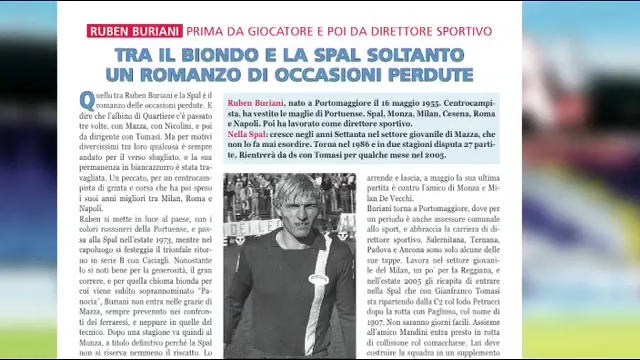 RUBEN BURIANI PRIMA DA GIOCATORE E POI DA DIRETTORE SPORTIVO
TRA IL BIONDO E LA SPAL SOLTANTO
UN ROMANZO DI OCCASIONI PERDUTE
Quello tra Ruben Buriani e la Spal è il
romanzo delle occasioni perdute. E
dire che l'albino di Quartiere c'è passato
tre volte, con Mazza, con Nicolini, e poi
da dirigente con Tomasi. Ma per motivi
diversissimi tra loro qualcosa è sempre
andato per il verso sbagliato, e la sua
permanenza in biancazzurro è stata tra-
vagliata. Un peccato, per un centrocam-
pista di grinta e corsa che ha poi speso
i suoi anni migliori tra Milan, Roma e
Napoli.
Ruben si mette in luce al paese, con i
colori rossoneri della Portuense, e pas-
sa alla Spal nell'estate 1973, mentre nel
capoluogo si festeggia il trionfale ritor-
no in serie B con Caciagli. Nonostante
lo si noti bene per la generosità, il gran
correre, e per quella chioma bionda per
cui viene subito soprannominato "Pa-
nocia", Buriani non entra nelle grazie di
Mazza, sempre prevenuto nei confron-
ti dei ferraresi, e neppure in quelle del
tecnico. Dopo una stagione va quindi al
Monza, a titolo definitivo perché la Spal
non si riserva nemmeno il riscatto. Lo
Ruben Buriani, nato a Portomaggiore il 16 maggio 1955. Centrocampi-
sta, ha vestito le maglie di Portuense, Spal, Monza, Milan, Cesena, Roma
e Napoli. Poi ha lavorato come direttore sportivo.
Nella Spal: cresce negli anni Settanta nel settore giovanile di Mazza, che
non lo fa mai esordire. Torna nel 1986 e in due stagioni disputa 27 parti-
te. Rientrerà da ds con Tomasi per qualche mese nel 2005.
arrende e lascia, a maggio la sua ultima
partita è contro l'amico di Monza e Mi-
lan De Vecchi.
Buriani torna a Portomaggiore, dove per
un periodo è anche assessore comunale
allo sport, e abbraccia la carriera di di-
rettore sportivo. Salernitana, Ternana,
Padova e Ancona sono solo alcune delle
sue tappe. Lavora nel settore giovani-
le del Milan, un po' per la Reggiana, e
nell'estate 2005 gli ricapita di entrare
nella Spal che con Gianfranco Tomasi
sta ripartendo dalla C2 col lodo Petrucci
dopo la rotta con Pagliuso, col nome di
1907. Non saranno giorni facili. Assieme
all'amico Mandini entra presto in rotta
di collisione col comacchiese. Lui deve
costruire la squadra in un supplemento